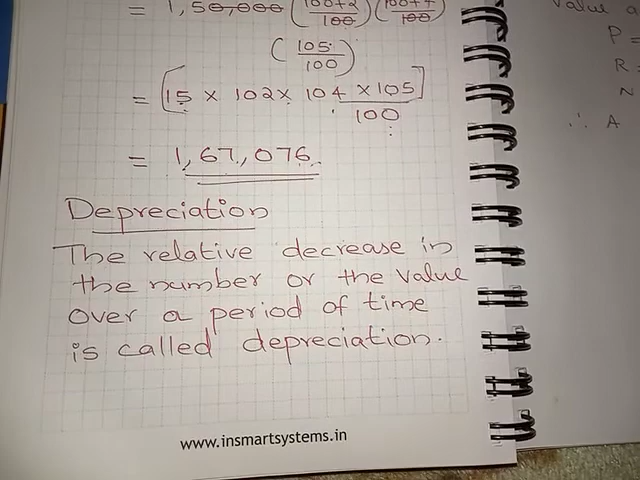 = 1,50,000 (100+2/100)(100+4/100)
(105/100)
= [15 × 102 × 104 × 105/100]
= 1,67,076
Depreciation
The relative decrease in
the number or the value
over a period of time
is called depreciation.
www.insmartsystems.in
Value a
P =
R =
N
∴ A